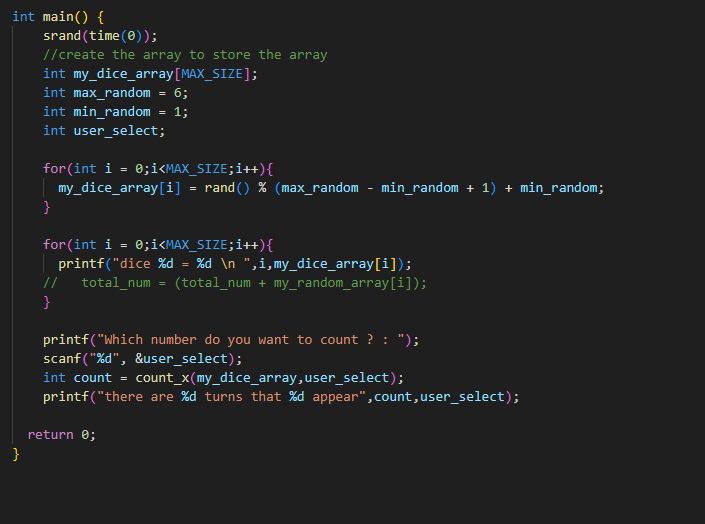 int main() {
    srand(time(0));
    //create the array to store the array
    int my_dice_array[MAX_SIZE];
    int max_random = 6;
    int min_random = 1;
    int user_select;

    for(int i = 0;i<MAX_SIZE;i++){
      my_dice_array[i] = rand() % (max_random - min_random + 1) + min_random;
    }

    for(int i = 0;i<MAX_SIZE;i++){
      printf("dice %d = %d \n ",i,my_dice_array[i]);
    //   total_num = (total_num + my_random_array[i]);
    }

    printf("Which number do you want to count ? : ");
    scanf("%d", &user_select);
    int count = count_x(my_dice_array,user_select);
    printf("there are %d turns that %d appear",count,user_select);

  return 0;
}